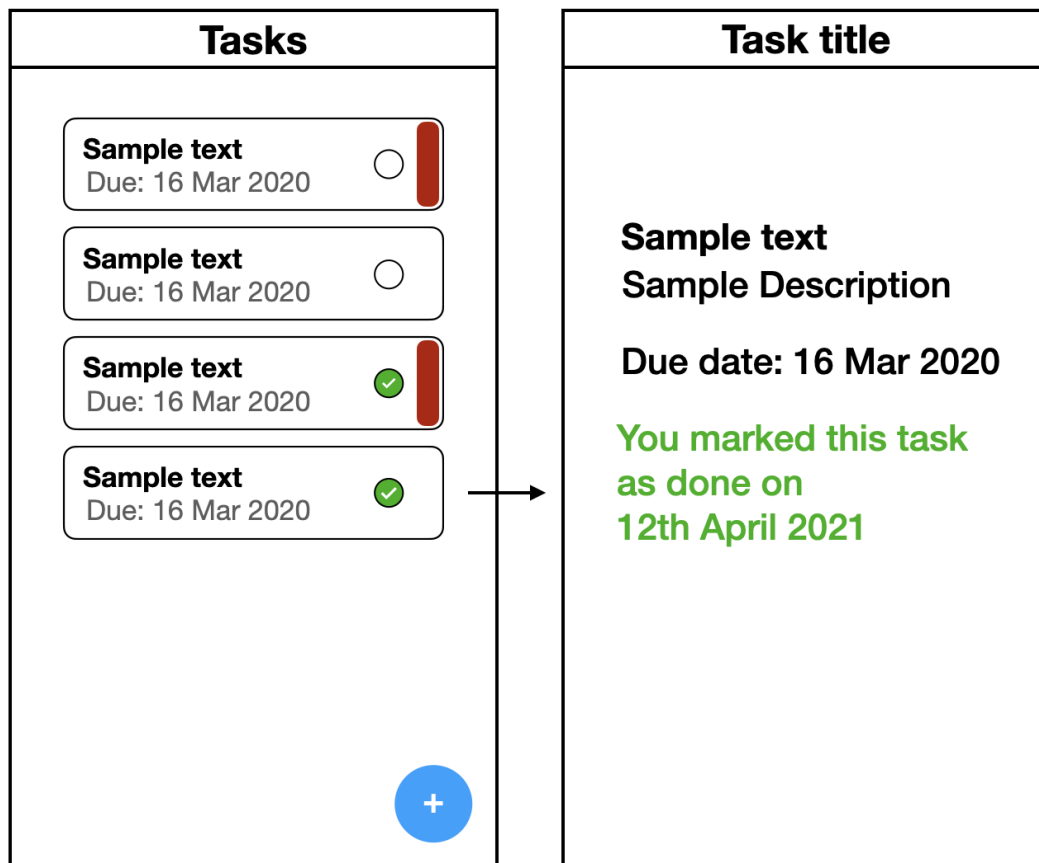 Tasks
Sample text
Due: 16 Mar 2020
Sample text
Due: 16 Mar 2020
Sample text
Due: 16 Mar 2020
Sample text
Due: 16 Mar 2020
+
Task title
Sample text
Sample Description
Due date: 16 Mar 2020
You marked this task
as done on
12th April 2021